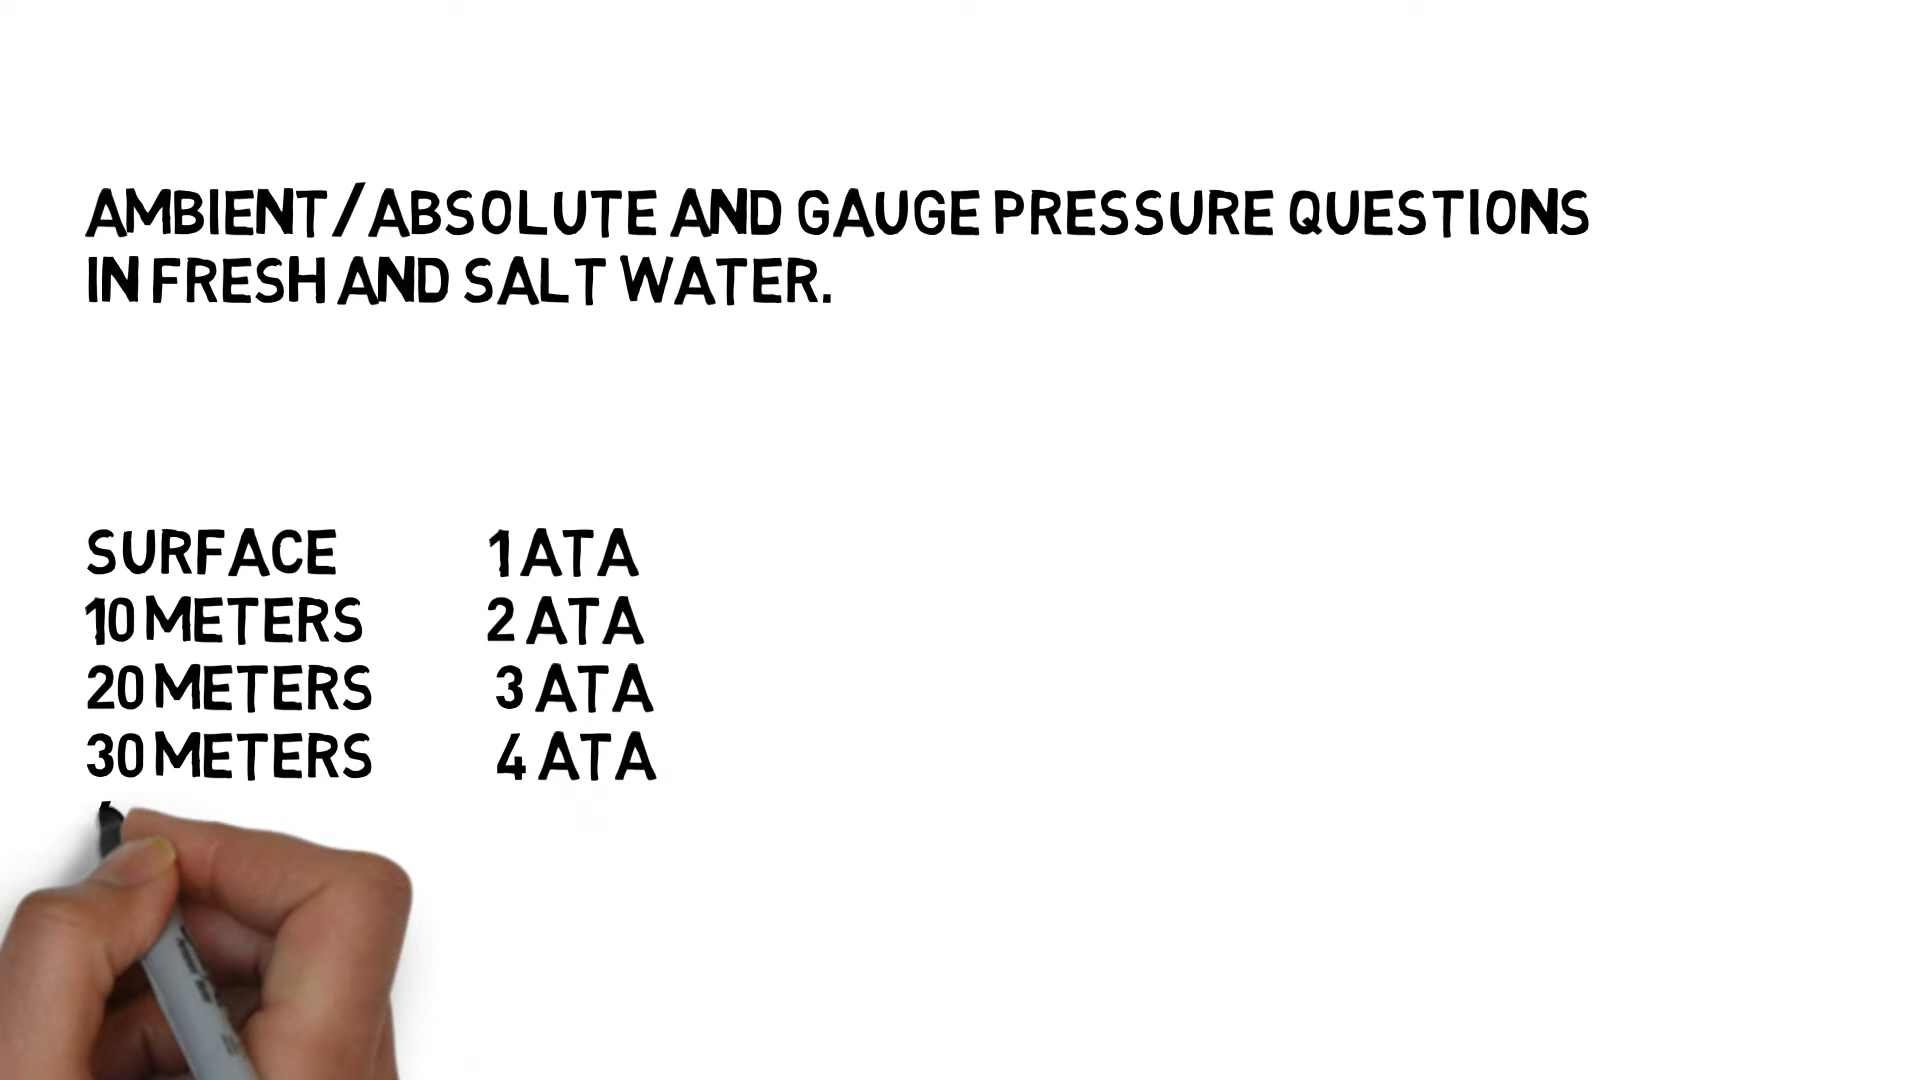 AMBIENT/ABSOLUTE AND GAUGE PRESSURE QUESTIONS
IN FRESH AND SALT WATER.
SURFACE 1 ATA
10 METERS 2 ATA
20 METERS 3 ATA
30 METERS 4 ATA